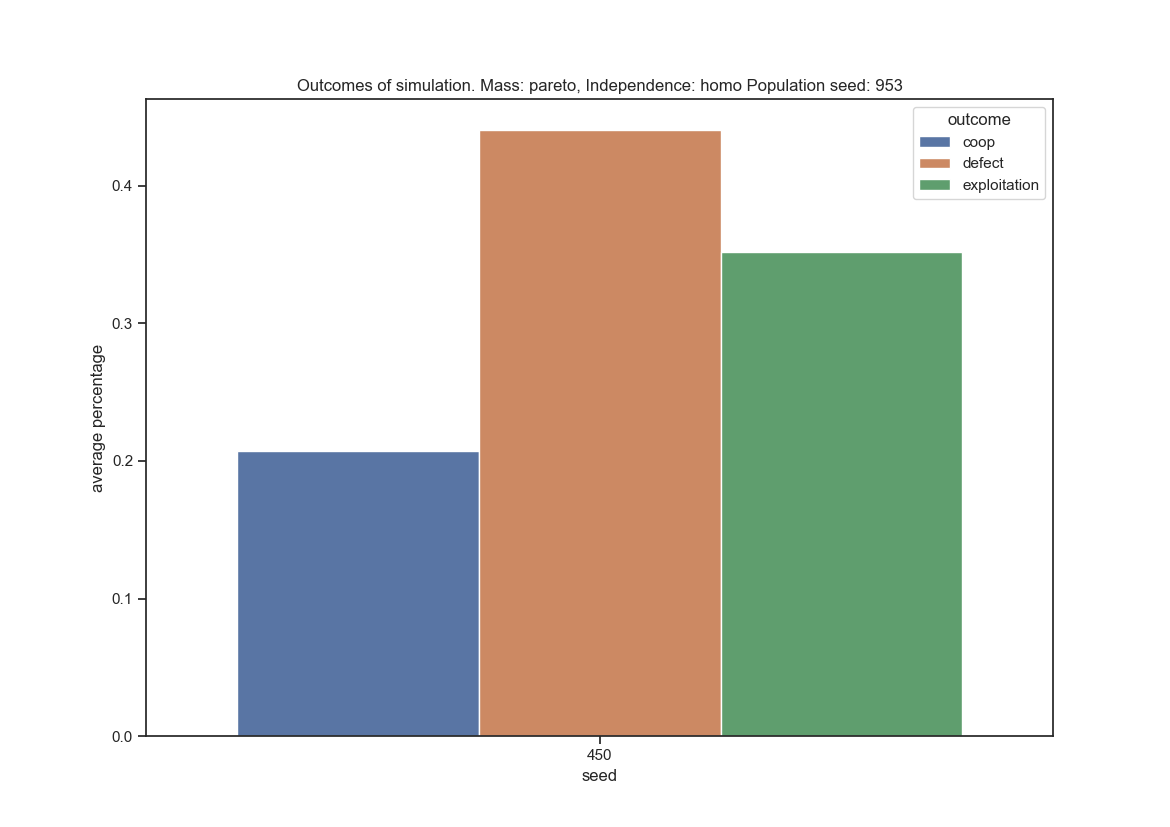 Outcomes of simulation. Mass: pareto, Independence: homo Population seed: 953
outcome
coop
defect
exploitation
0.4
0.3
0.2
0.1
0.0
average percentage
450
seed